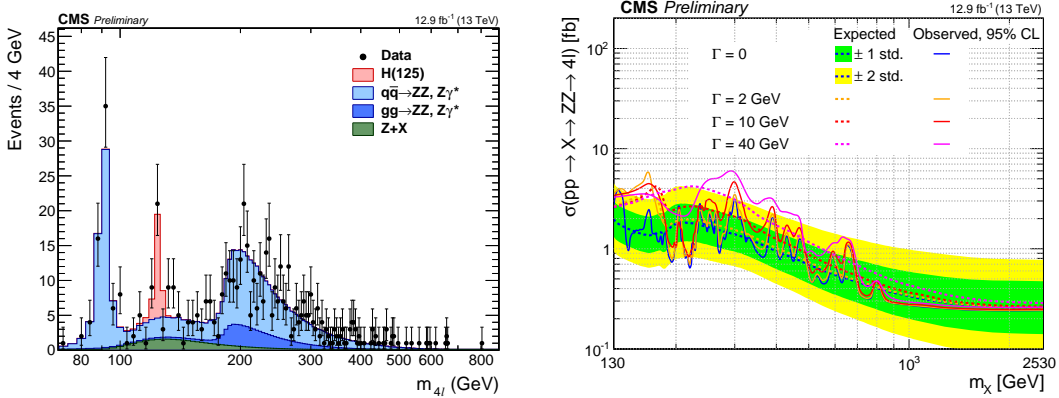 CMS Preliminary 12.9 fb⁻¹ (13 TeV)
Events / 4 GeV
45
40
35
30
25
20
15
10
5
0
Data
H(125)
qq̅→ZZ, Zγ*
gg→ZZ, Zγ*
Z+X
80 100 200 300 400 500 600 800
m4l (GeV)
CMS Preliminary 12.9 fb⁻¹ (13 TeV)
σ(pp → X → ZZ → 4l) [fb]
10²
10
1
10⁻¹
Expected Observed, 95% CL
Γ = 0 ± 1 std.
± 2 std.
Γ = 2 GeV
Γ = 10 GeV
Γ = 40 GeV
130 10³ 2530
mX [GeV]